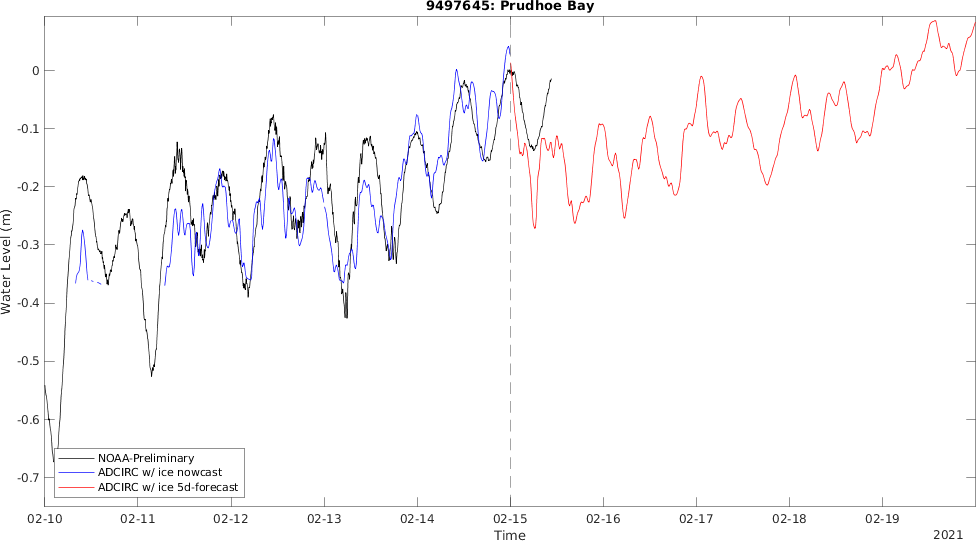 9497645: Prudhoe Bay
Water Level (m)
0
-0.1
-0.2
-0.3
-0.4
-0.5
-0.6
-0.7
NOAA-Preliminary
ADCIRC w/ ice nowcast
ADCIRC w/ ice 5d-forecast
02-10 02-11 02-12 02-13 02-14 02-15 02-16 02-17 02-18 02-19
Time
2021